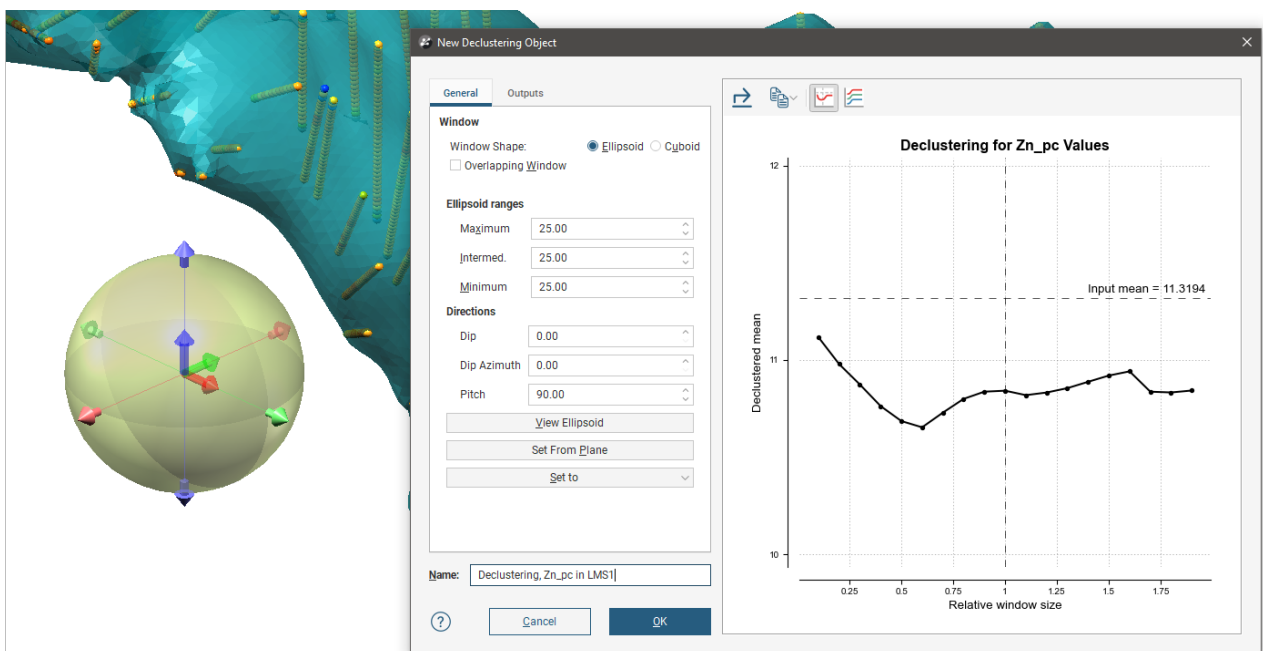 New Declustering Object
General Outputs
Window
Window Shape: Ellipsoid Cuboid
Overlapping Window
Ellipsoid ranges
Maximum 25.00
Intermed. 25.00
Minimum 25.00
Directions
Dip 0.00
Dip Azimuth 0.00
Pitch 90.00
View Ellipsoid
Set From Plane
Set to
Name: Declustering, Zn_pc in LMS1
? Cancel OK
Declustering for Zn_pc Values
12
Input mean = 11.3194
11
Declustered mean
10
0.25 0.5 0.75 1 1.25 1.5 1.75
Relative window size